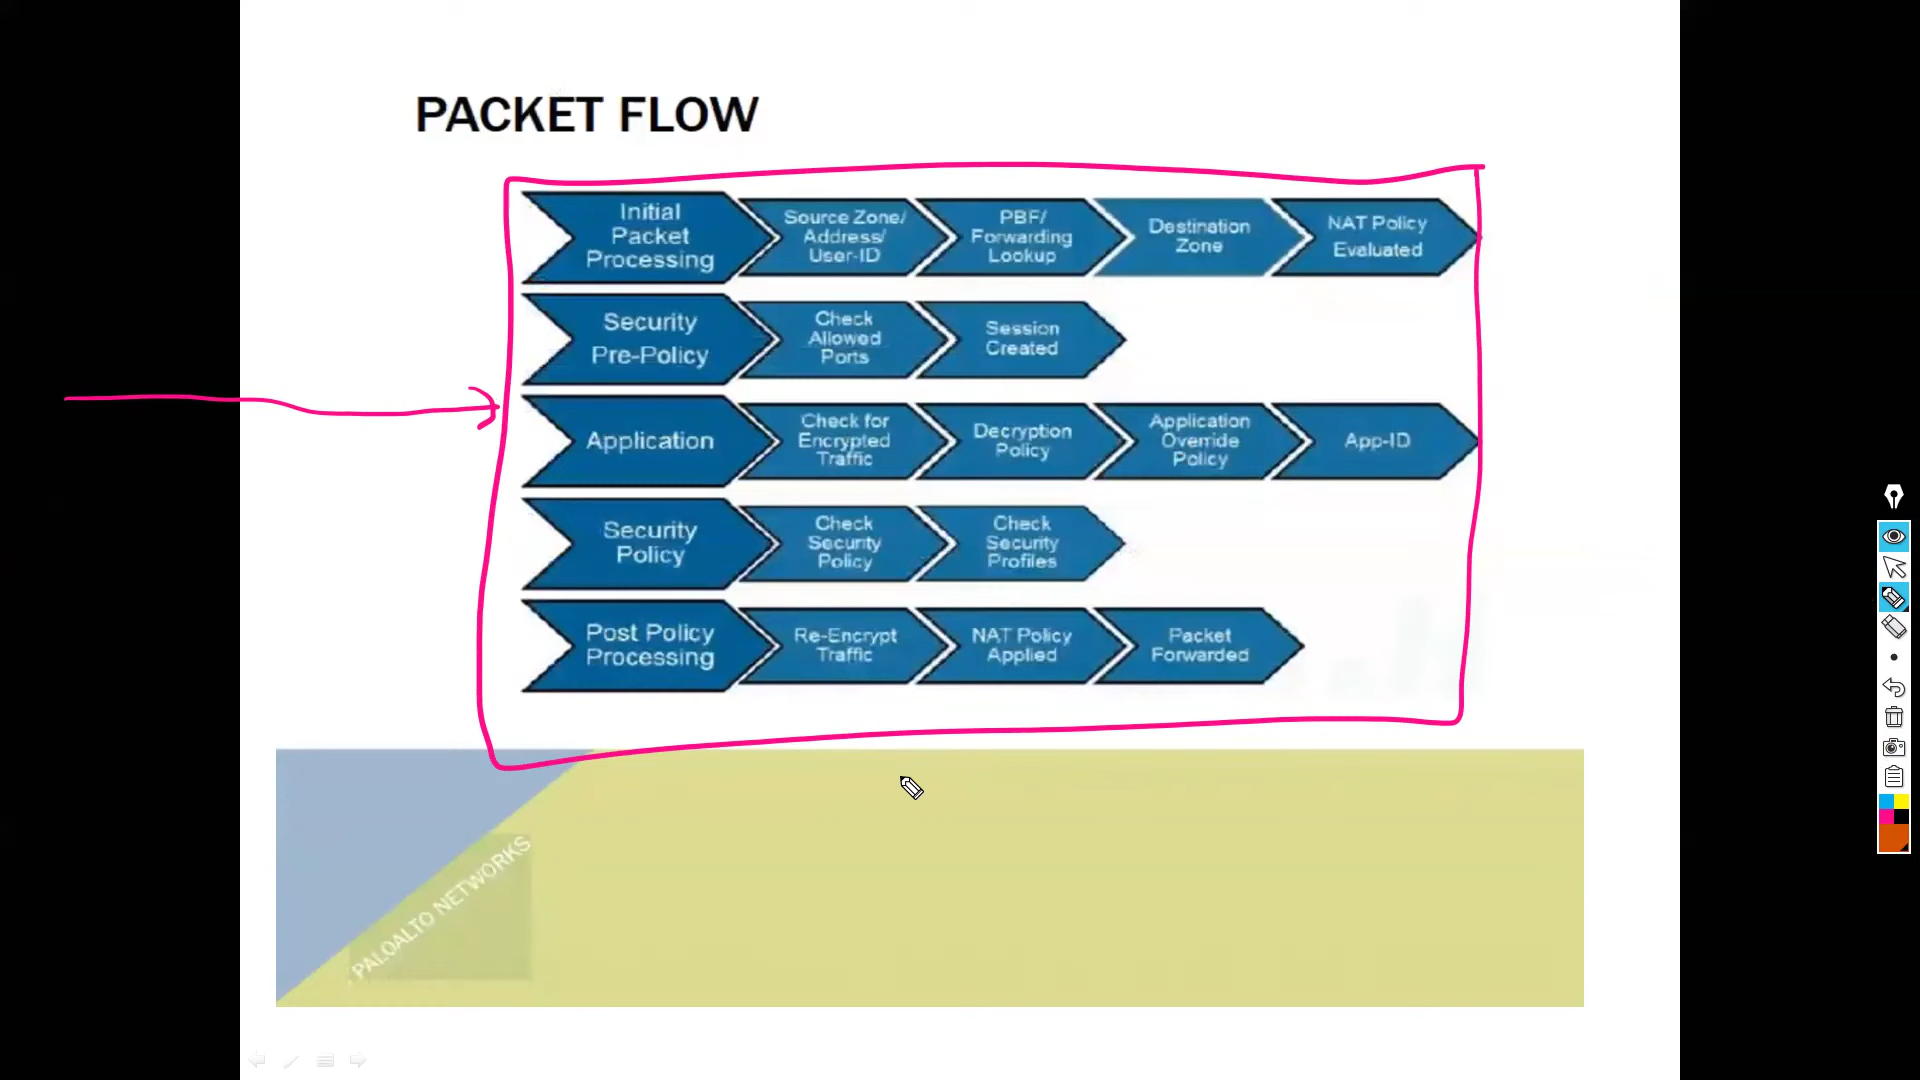 PACKET FLOW
Initial
Packet
Processing
Source Zone/
Address/
User-ID
PBF/
Forwarding
Lookup
Destination
Zone
NAT Policy
Evaluated
Security
Pre-Policy
Check
Allowed
Ports
Session
Created
Application
Check for
Encrypted
Traffic
Decryption
Policy
Application
Override
Policy
App-ID
Security
Policy
Check
Security
Policy
Check
Security
Profiles
Post Policy
Processing
Re-Encrypt
Traffic
NAT Policy
Applied
Packet
Forwarded
PALOALTO NETWORKS